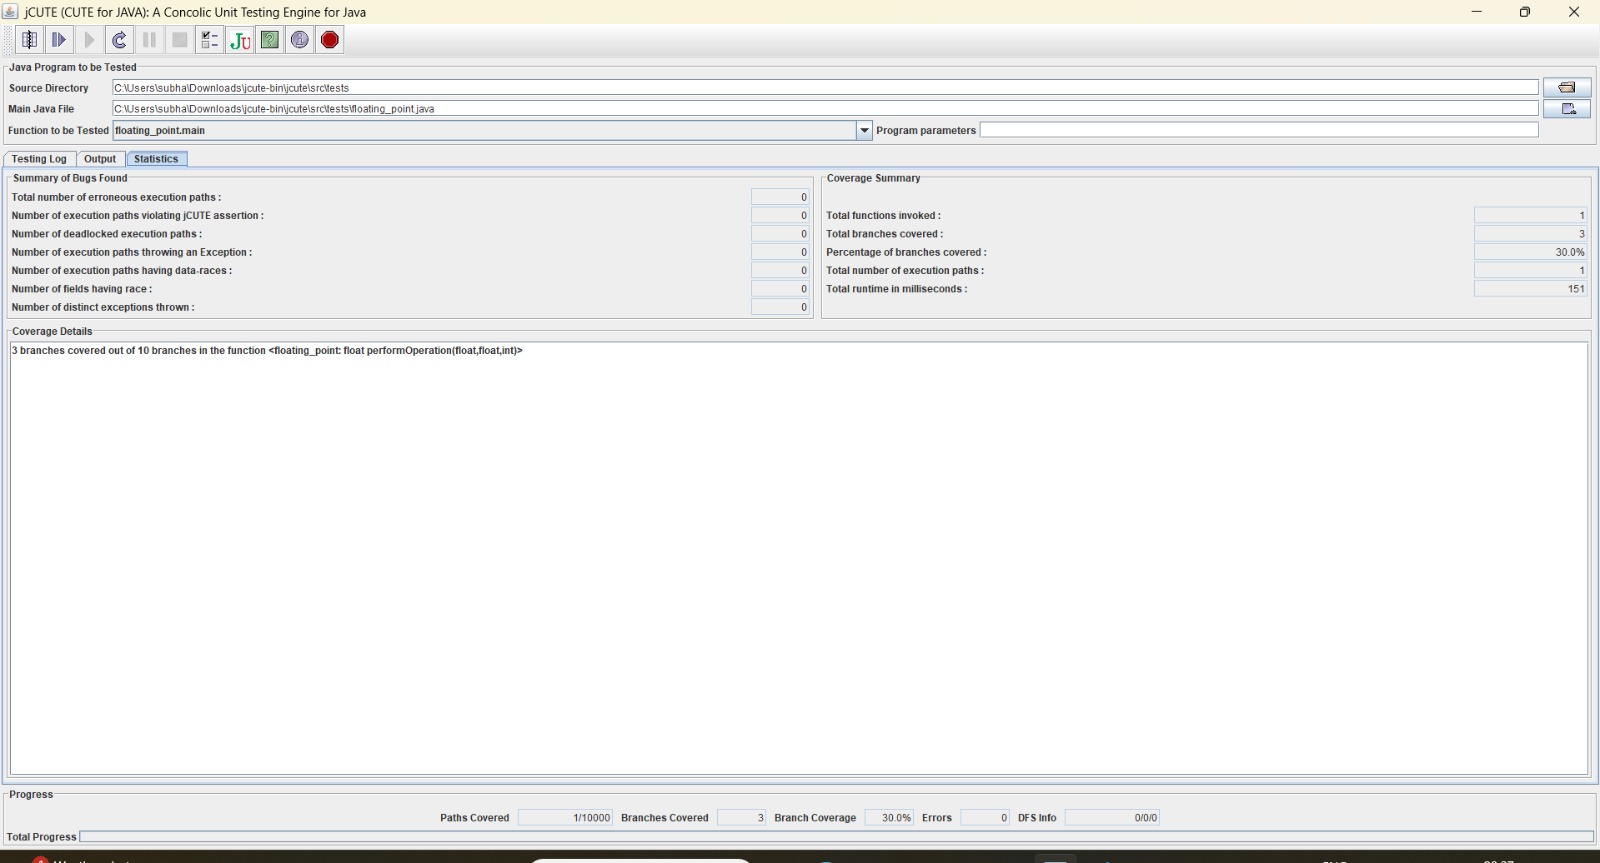 jCUTE (CUTE for JAVA): A Concolic Unit Testing Engine for Java
Ju
?
i
Java Program to be Tested
Source Directory C:\Users\subha\Downloads\jcute-bin\jcute\src\tests
Main Java File C:\Users\subha\Downloads\jcute-bin\jcute\src\tests\floating_point.java
Function to be Tested floating_point.main Program parameters
Testing Log Output Statistics
Summary of Bugs Found
Total number of erroneous execution paths : 0
Number of execution paths violating jCUTE assertion : 0
Number of deadlocked execution paths : 0
Number of execution paths throwing an Exception : 0
Number of execution paths having data-races : 0
Number of fields having race : 0
Number of distinct exceptions thrown : 0
Coverage Summary
Total functions invoked : 1
Total branches covered : 3
Percentage of branches covered : 30.0%
Total number of execution paths : 1
Total runtime in milliseconds : 151
Coverage Details
3 branches covered out of 10 branches in the function <floating_point: float performOperation(float,float,int)>
Progress
Paths Covered 1/10000 Branches Covered 3 Branch Coverage 30.0% Errors 0 DFS Info 0/0/0
Total Progress